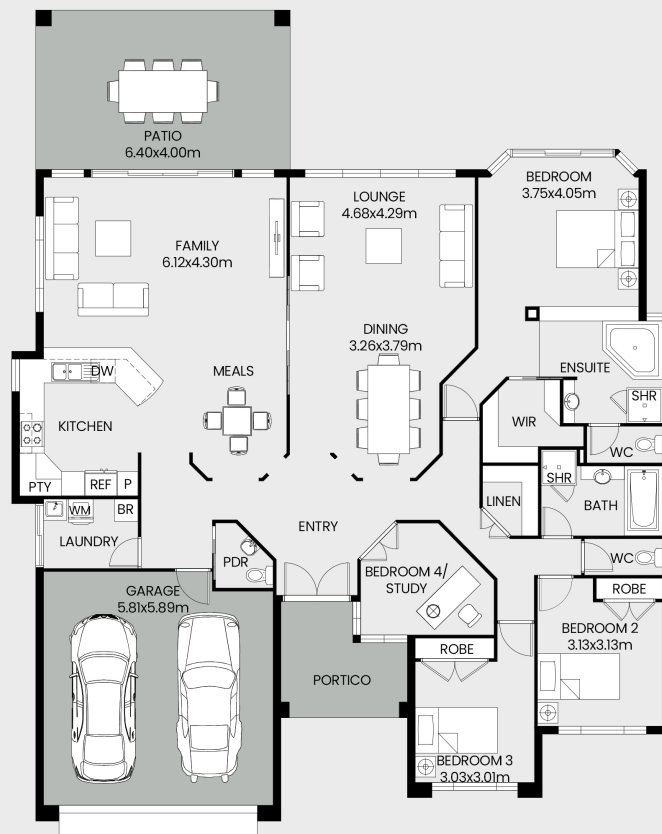 PATIO
6.40x4.00m
BEDROOM
3.75x4.05m
LOUNGE
4.68x4.29m
FAMILY
6.12x4.30m
DINING
3.26x3.79m
ENSUITE
DW
MEALS
SHR
WIR
KITCHEN
WC
PTY
REF
P
SHR
LINEN
BATH
WM
BR
ENTRY
LAUNDRY
PDR
WC
BEDROOM 4/
STUDY
ROBE
GARAGE
5.81x5.89m
BEDROOM 2
3.13x3.13m
ROBE
PORTICO
BEDROOM 3
3.03x3.01m